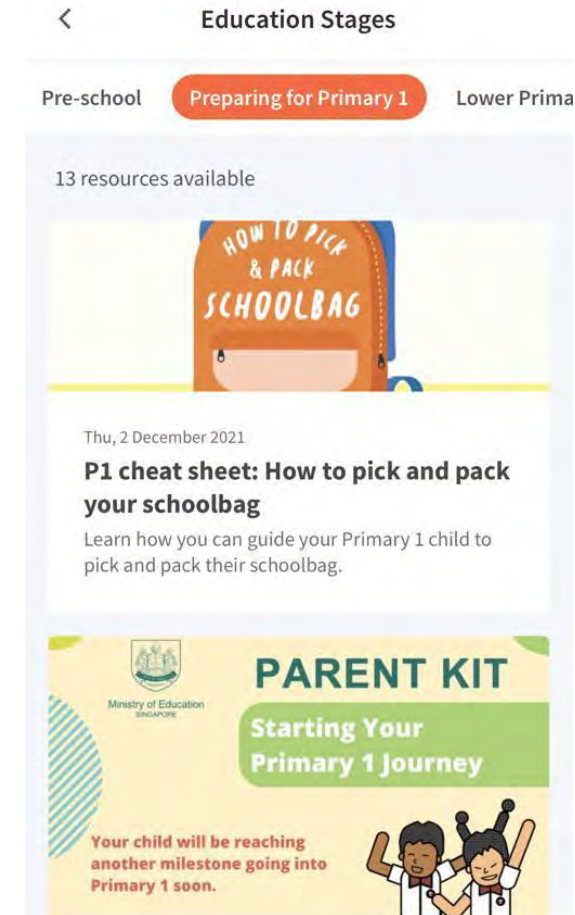 Education Stages
Pre-school
Preparing for Primary 1
Lower Prima
13 resources available
HOW TO PICK
& PACK
SCHOOLBAG
Thu, 2 December 2021
P1 cheat sheet: How to pick and pack
your schoolbag
Learn how you can guide your Primary 1 child to
pick and pack their schoolbag.
Ministry of Education
SINGAPORE
PARENT KIT
Starting Your
Primary 1 Journey
Your child will be reaching
another milestone going into
Primary 1 soon.